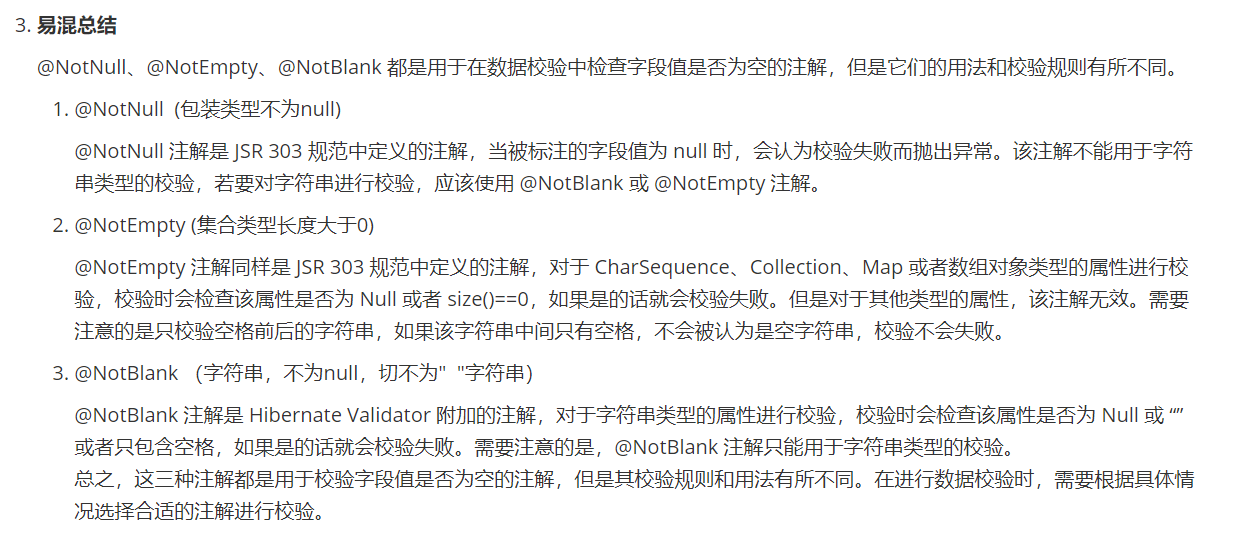 3. 易混总结
@NotNull、@NotEmpty、@NotBlank 都是用于在数据校验中检查字段值是否为空的注解，但是它们的用法和校验规则有所不同。
1. @NotNull (包装类型不为null)
@NotNull 注解是 JSR 303 规范中定义的注解，当被标注的字段值为 null 时，会认为校验失败而抛出异常。该注解不能用于字符
串类型的校验，若要对字符串进行校验，应该使用 @NotBlank 或 @NotEmpty 注解。
2. @NotEmpty (集合类型长度大于0)
@NotEmpty 注解同样是 JSR 303 规范中定义的注解，对于 CharSequence、Collection、Map 或者数组对象类型的属性进行校
验，校验时会检查该属性是否为 Null 或者 size()==0，如果是的话就会校验失败。但是对于其他类型的属性，该注解无效。需要
注意的是只校验空格前后的字符串，如果该字符串中间只有空格，不会被认为是空字符串，校验不会失败。
3. @NotBlank （字符串，不为null，切不为"  "字符串）
@NotBlank 注解是 Hibernate Validator 附加的注解，对于字符串类型的属性进行校验，校验时会检查该属性是否为 Null 或 “”
或者只包含空格，如果是的话就会校验失败。需要注意的是，@NotBlank 注解只能用于字符串类型的校验。
总之，这三种注解都是用于校验字段值是否为空的注解，但是其校验规则和用法有所不同。在进行数据校验时，需要根据具体情
况选择合适的注解进行校验。